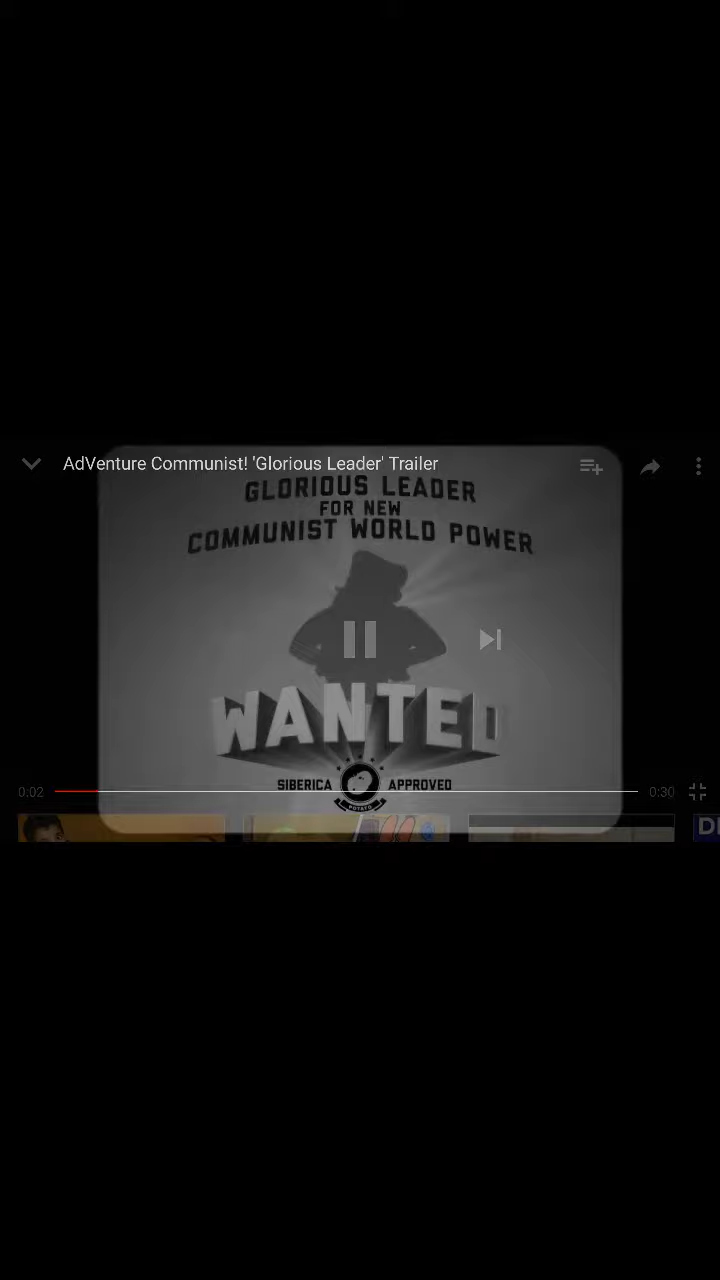 AdVenture Communist! 'Glorious Leader' Trailer
GLORIOUS LEADER
FOR NEW
COMMUNIST WORLD POWER
WANTED
SIBERICA APPROVED
POTATO
0:02 0:30
D